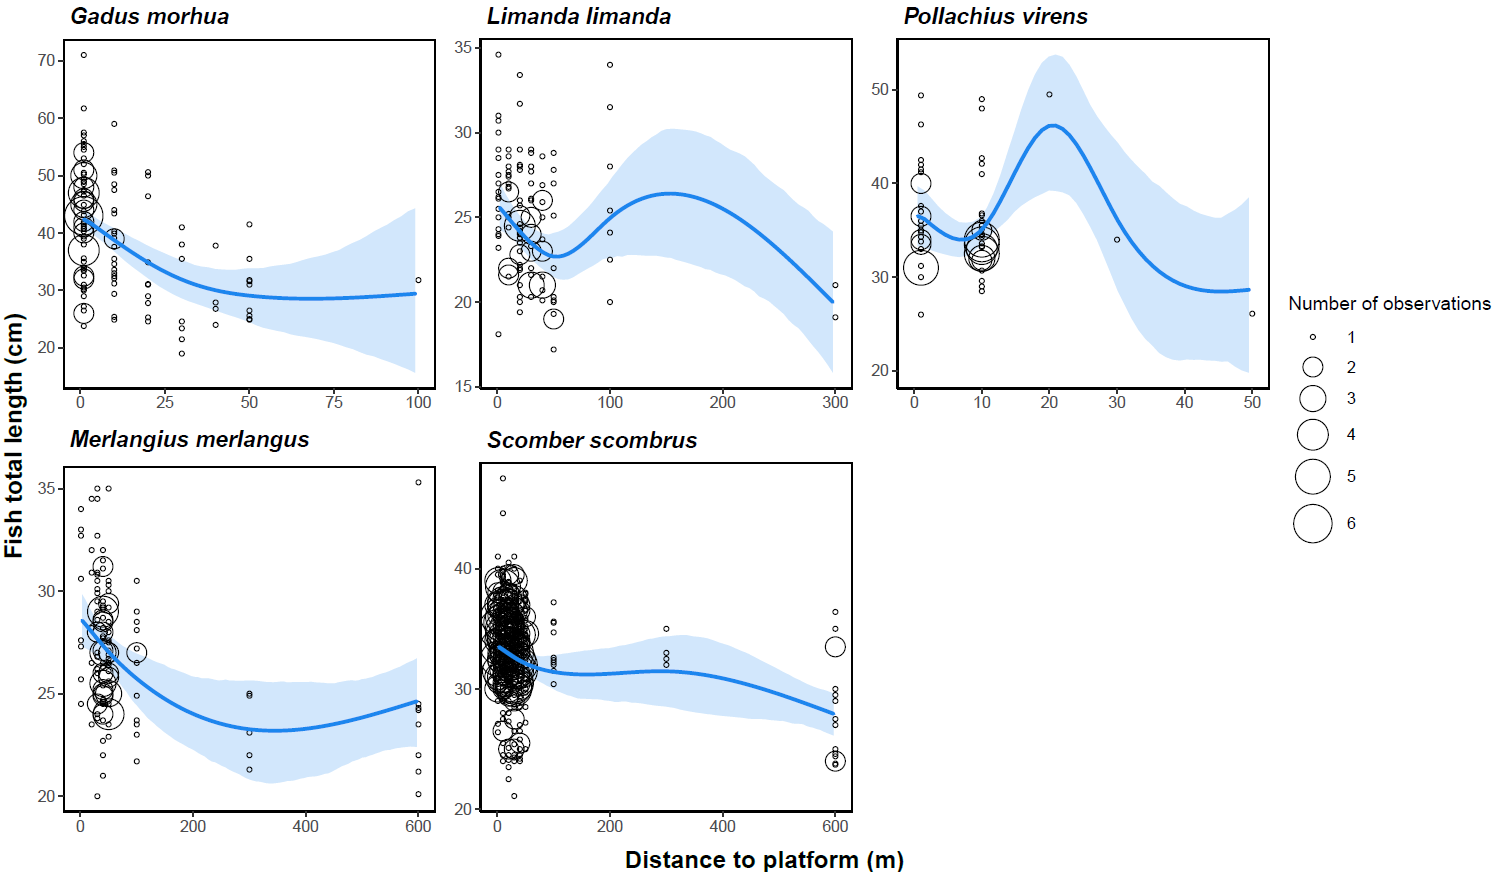 Gadus morhua
Limanda limanda
Pollachius virens
70
60
50
40
30
20
0 25 50 75 100
35
30
25
20
15
0 100 200 300
50
40
30
20
0 10 20 30 40 50
Merlangius merlangus
Scomber scombrus
35
30
25
20
0 200 400 600
40
30
20
0 200 400 600
Fish total length (cm)
Distance to platform (m)
Number of observations
1
2
3
4
5
6